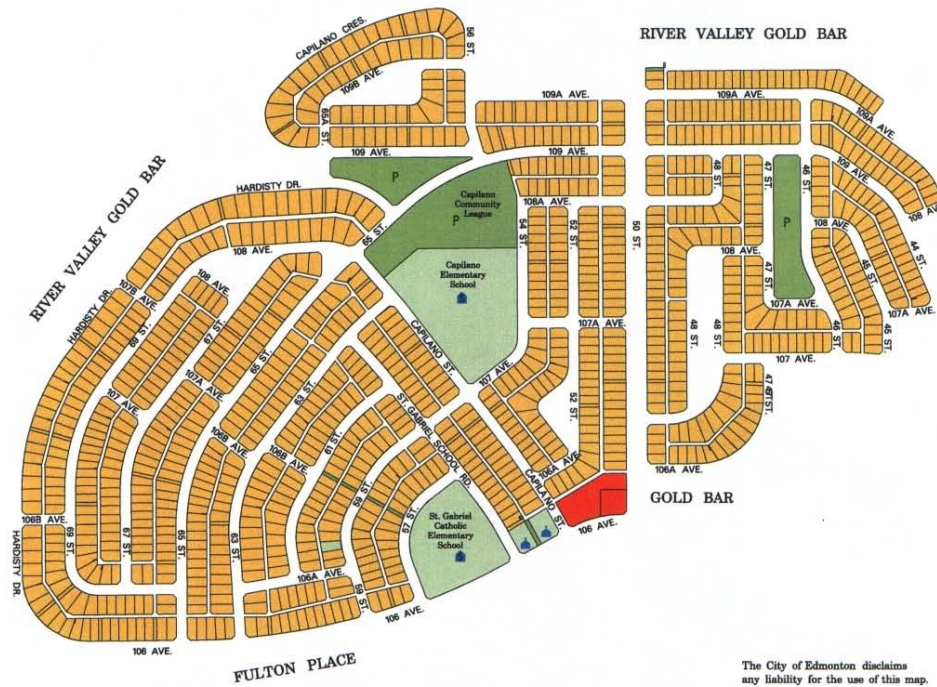 RIVER VALLEY GOLD BAR
CAPILANO CRES.
56 ST.
109B AVE.
65A ST.
109A AVE.
109A AVE.
109A AVE.
109 AVE.
109 AVE.
109 AVE.
P
RIVER VALLEY GOLD BAR
HARDISTY DR.
Capilano
Community
League
P
108A AVE.
48 ST.
47 ST.
46 ST.
P
108 AVE.
65 ST.
54 ST.
52 ST.
50 ST.
108 AVE.
108 AVE.
44 ST.
108 AVE.
Capilano
Elementary
School
47 ST.
45 ST.
107B AVE.
108 AVE.
HARDISTY DR.
69 ST.
67 ST.
65 ST.
CAPILANO ST.
107A AVE.
107A AVE.
107A AVE.
48 ST.
48 ST.
46 ST.
45 ST.
107 AVE.
107 AVE.
107A AVE.
107 AVE.
63 ST.
ST. GABRIEL SCHOOL RD.
52 ST.
106B AVE.
61 ST.
106B AVE.
59 ST.
57 ST.
106A AVE.
106A AVE.
CAPILANO ST.
GOLD BAR
106 AVE.
106B AVE.
HARDISTY DR.
69 ST.
67 ST.
65 ST.
63 ST.
St. Gabriel
Catholic
Elementary
School
106A AVE.
59 ST.
106 AVE.
106 AVE.
FULTON PLACE
The City of Edmonton disclaims
any liability for the use of this map.